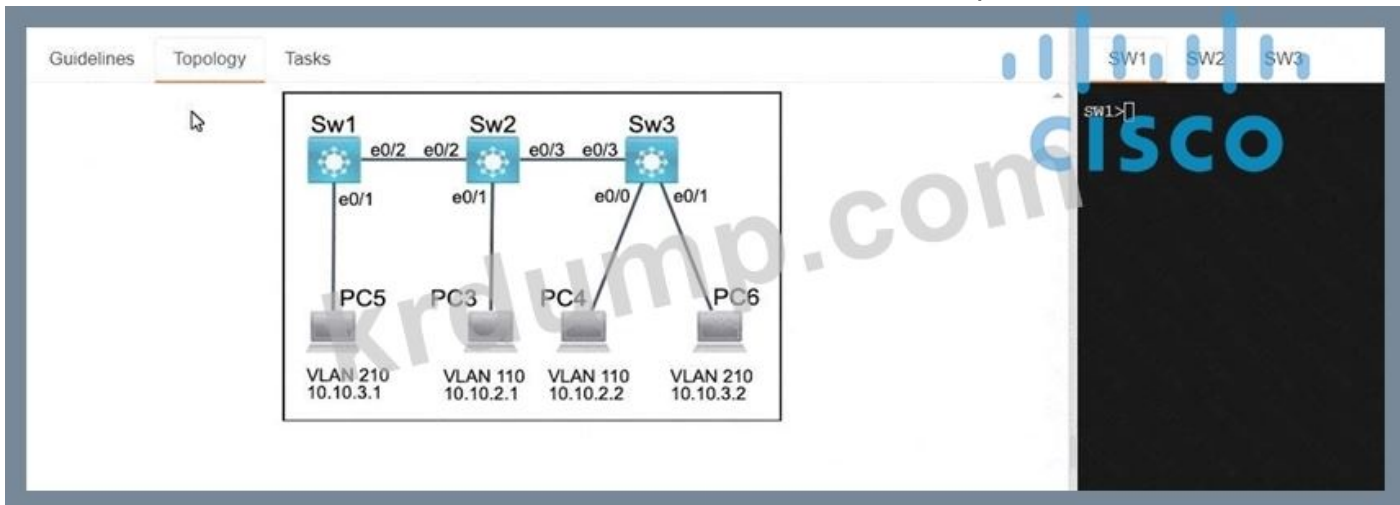 Guidelines Topology Tasks
SW1 SW2 SW3
SW1>
CISCO
Sw1 Sw2 Sw3
e0/2 e0/2 e0/3 e0/3
e0/1 e0/1 e0/0 e0/1
PC5 PC3 PC4 PC6
VLAN 210 VLAN 110 VLAN 110 VLAN 210
10.10.3.1 10.10.2.1 10.10.2.2 10.10.3.2
krdump.com